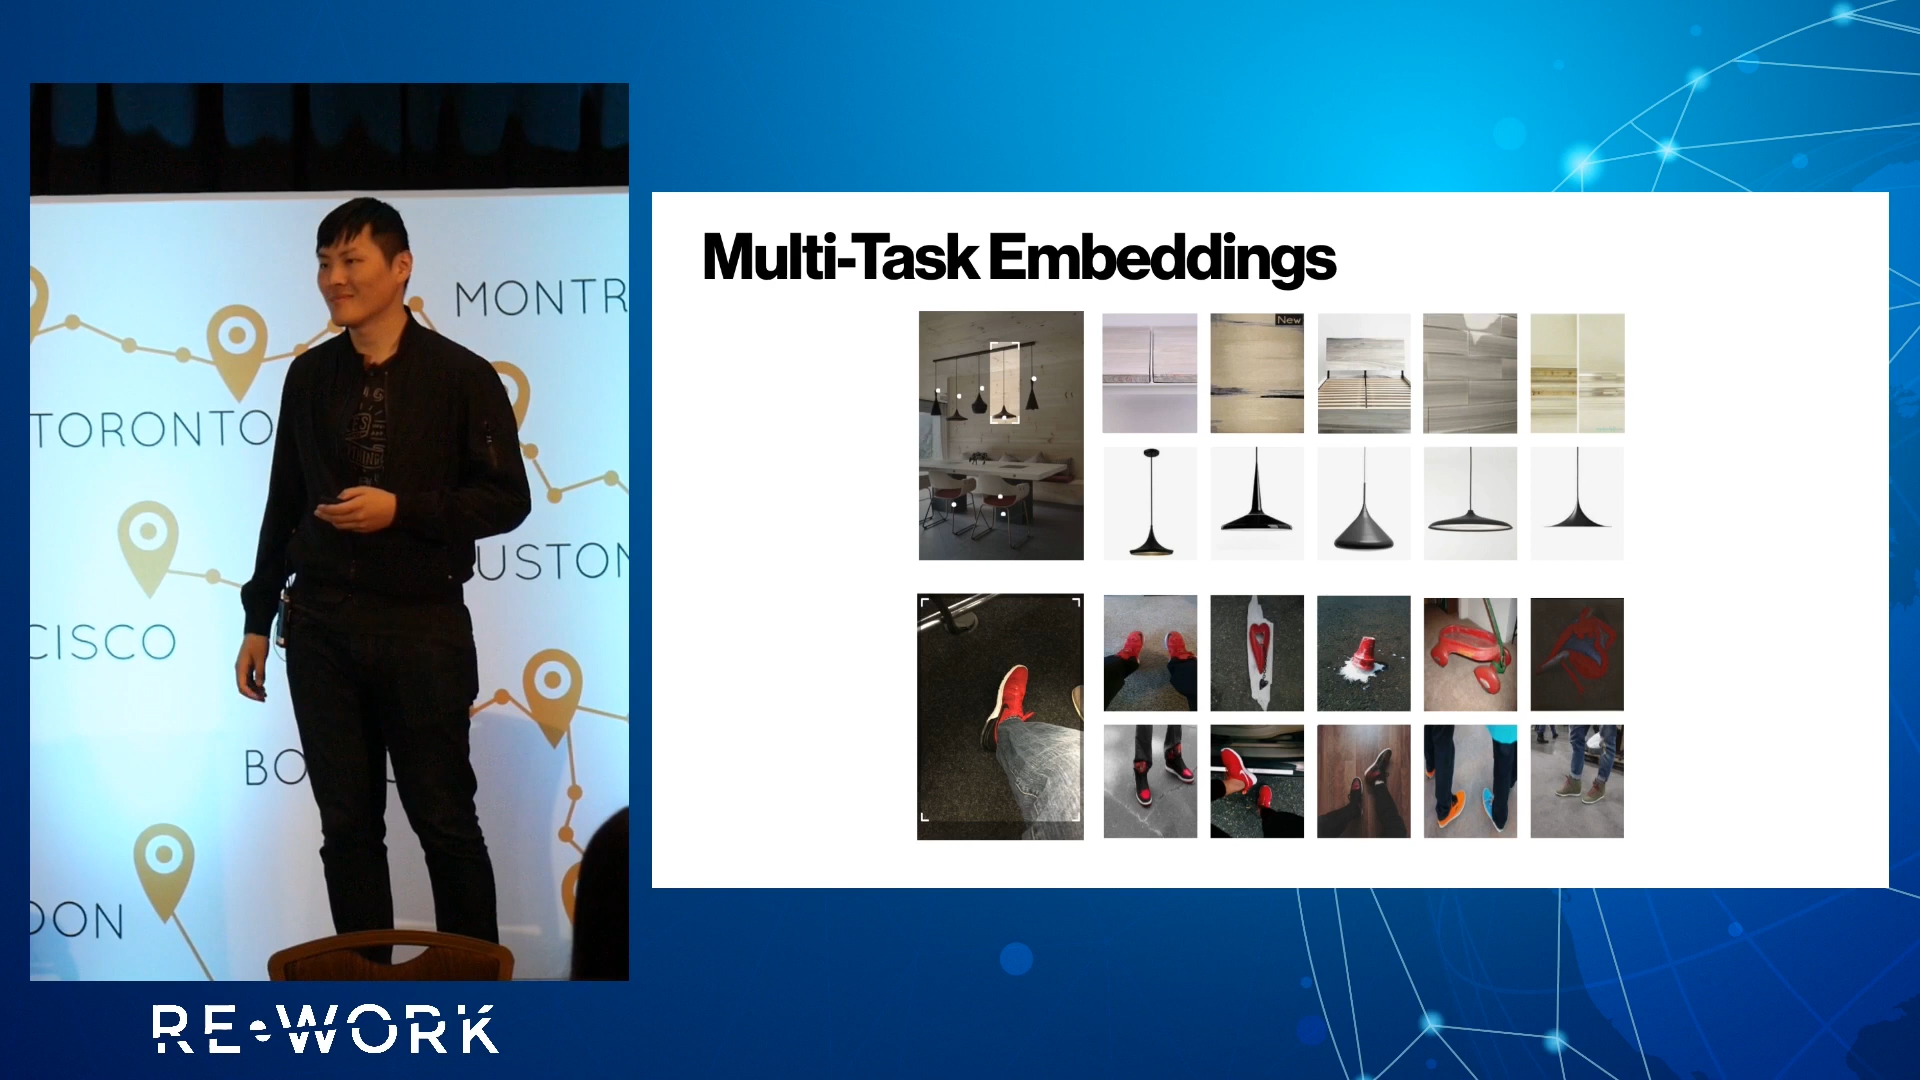 MONTR
TORONTO
USTON
CISCO
BO
DON
RE•WORK
Multi-Task Embeddings
New